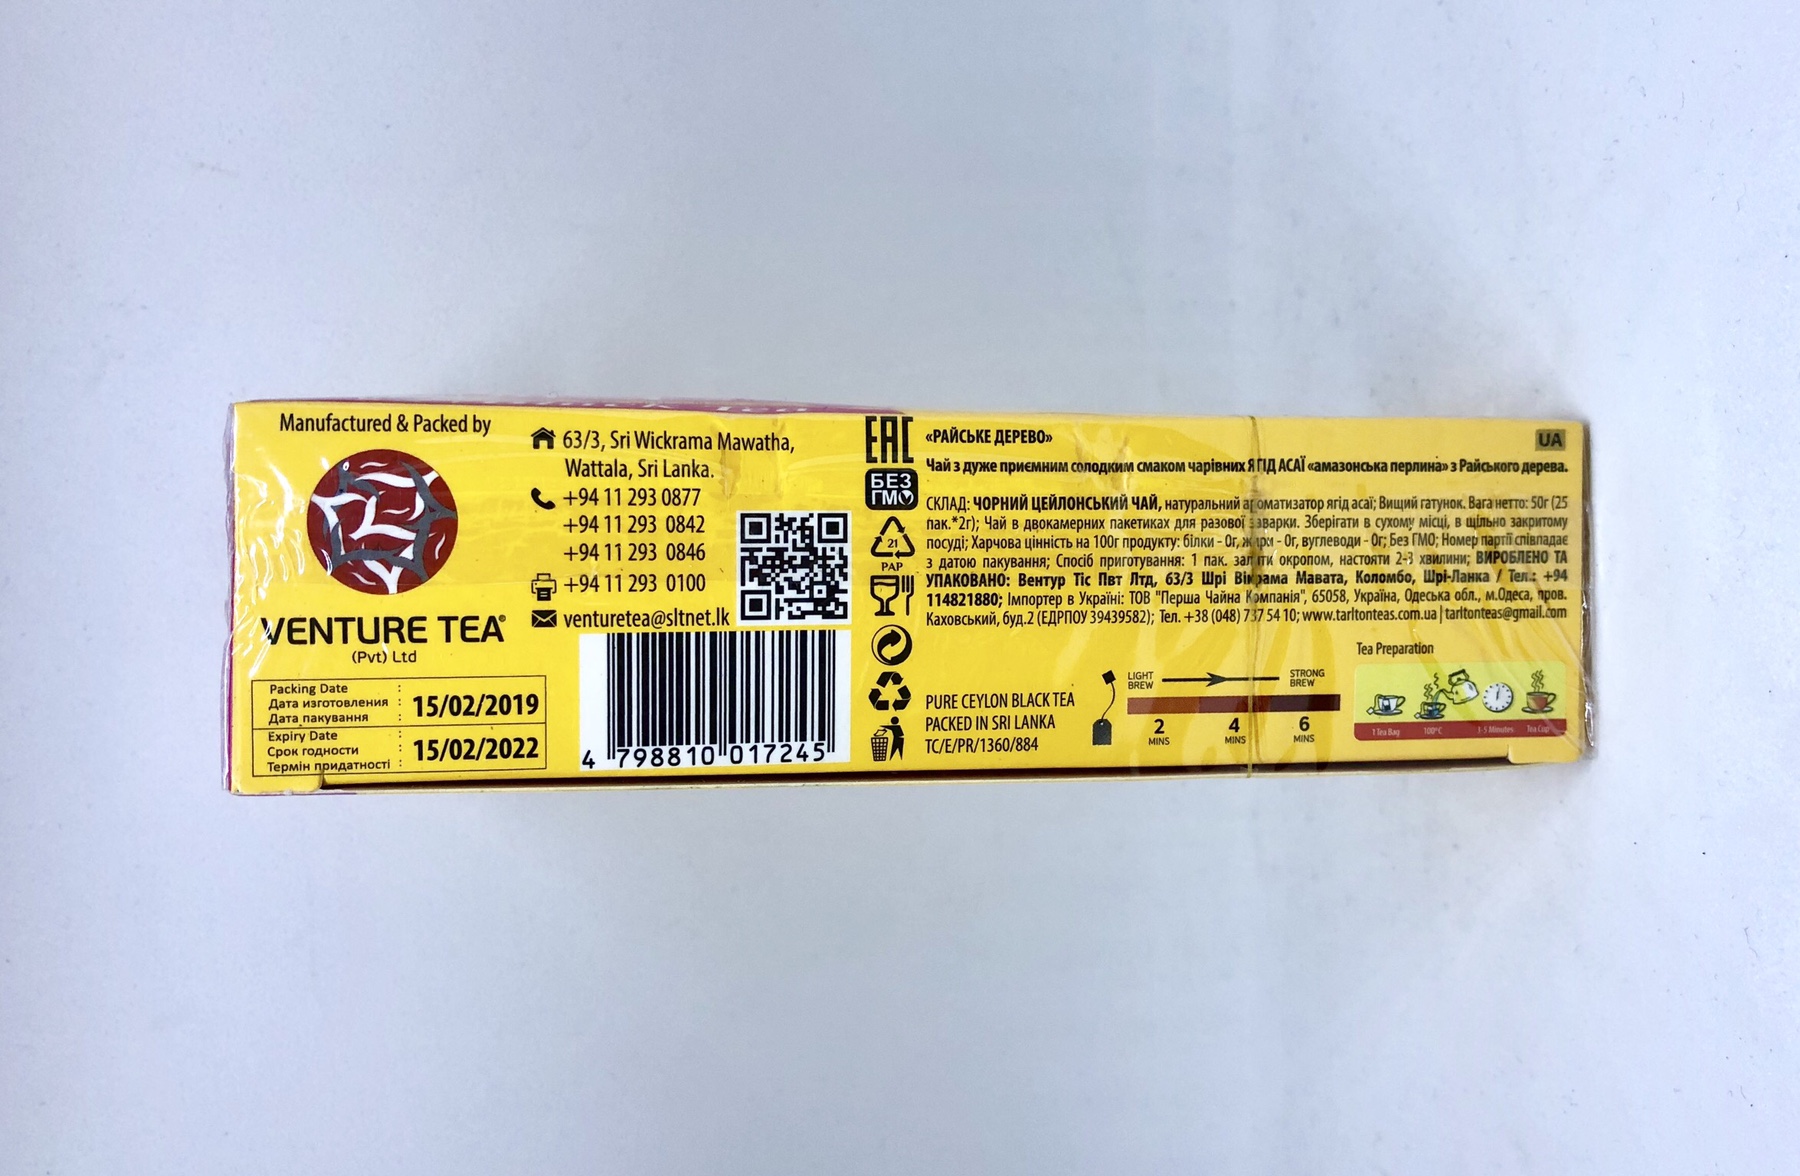 Manufactured & Packed by
VENTURE TEA®
(Pvt) Ltd
Packing Date :
Дата изготовления : 15/02/2019
Дата пакування :
Expiry Date :
Срок годности : 15/02/2022
Термін придатності :
63/3, Sri Wickrama Mawatha,
Wattala, Sri Lanka.
+94 11 293 0877
+94 11 293 0842
+94 11 293 0846
+94 11 293 0100
venturetea@sltnet.lk
4 798810 017245
EAC
БЕЗ
ГМО
21
PAP
«РАЙСЬКЕ ДЕРЕВО»
UA
Чай з дуже приємним солодким смаком чарівних ЯГІД АСАЇ «амазонська перлина» з Райського дерева.
СКЛАД: ЧОРНИЙ ЦЕЙЛОНСЬКИЙ ЧАЙ, натуральний ароматизатор ягід асаї; Вищий гатунок. Вага нетто: 50г (25
пак.*2г); Чай в двокамерних пакетиках для разової заварки. Зберігати в сухому місці, в щільно закритому
посуді; Харчова цінність на 100г продукту: білки - 0г, жири - 0г, вуглеводи - 0г; Без ГМО; Номер партії співпадає
з датою пакування; Спосіб приготування: 1 пак. залити окропом, настояти 2-3 хвилини; ВИРОБЛЕНО ТА
УПАКОВАНО: Вентур Тіс Пвт Лтд, 63/3 Шрі Вікрама Мавата, Коломбо, Шрі-Ланка / Тел.: +94
114821880; Імпортер в Україні: ТОВ "Перша Чайна Компанія", 65058, Україна, Одеська обл., м.Одеса, пров.
Каховський, буд.2 (ЕДРПОУ 39439582); Тел. +38 (048) 737 54 10; www.tarltonteas.com.ua | tarltonteas@gmail.com
PURE CEYLON BLACK TEA
PACKED IN SRI LANKA
TC/E/PR/1360/884
LIGHT
BREW
STRONG
BREW
2
MINS
4
MINS
6
MINS
Tea Preparation
1 Tea Bag 100°C 1-5 Minutes Tea Cup